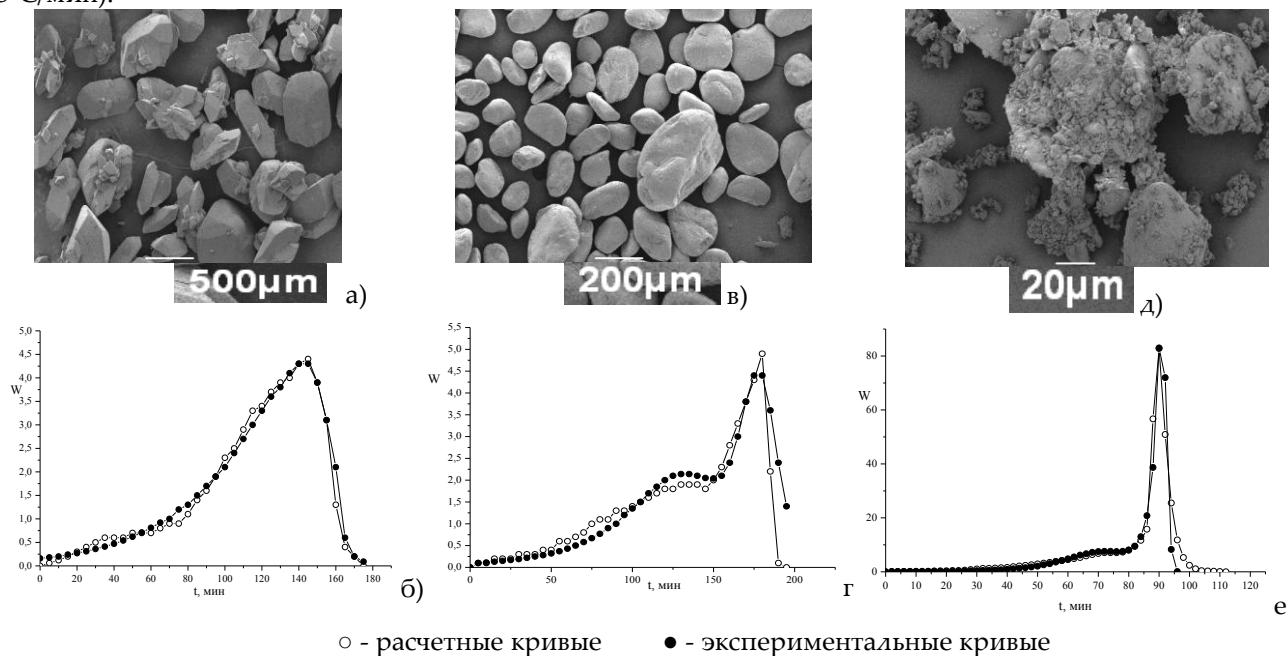 С/мин).
500µm
а)
200µm
в)
20µm
д)
5,0
4,5
4,0
W
3,5
3,0
2,5
2,0
1,5
1,0
0,5
0,0
0 20 40 60 80 100 120 140 160 180
t, мин
б)
5,5
5,0
4,5
4,0
W
3,5
3,0
2,5
2,0
1,5
1,0
0,5
0,0
0 50 100 150 200
t, мин
г
80
W
60
40
20
0
0 10 20 30 40 50 60 70 80 90 100 110 120
t, мин
е
○ - расчетные кривые ● - экспериментальные кривые